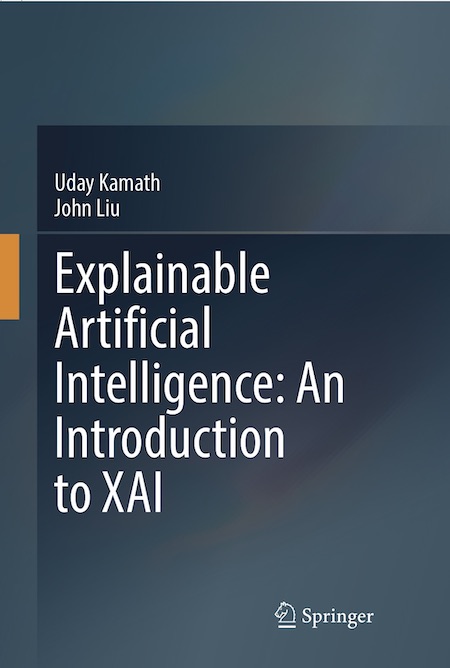 Uday Kamath
John Liu
Explainable
Artificial
Intelligence: An
Introduction
to XAI
Springer